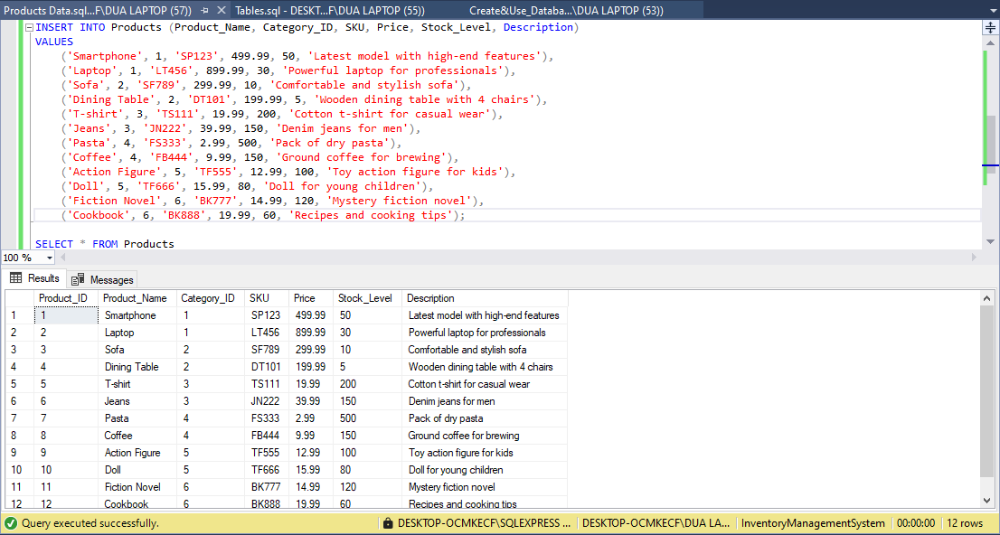 Products Data.sql...F\DUA LAPTOP (57)) Tables.sql - DESKT...F\DUA LAPTOP (55)) Create&Use_Databa...\DUA LAPTOP (53))
INSERT INTO Products (Product_Name, Category_ID, SKU, Price, Stock_Level, Description)
VALUES
('Smartphone', 1, 'SP123', 499.99, 50, 'Latest model with high-end features'),
('Laptop', 1, 'LT456', 899.99, 30, 'Powerful laptop for professionals'),
('Sofa', 2, 'SF789', 299.99, 10, 'Comfortable and stylish sofa'),
('Dining Table', 2, 'DT101', 199.99, 5, 'Wooden dining table with 4 chairs'),
('T-shirt', 3, 'TS111', 19.99, 200, 'Cotton t-shirt for casual wear'),
('Jeans', 3, 'JN222', 39.99, 150, 'Denim jeans for men'),
('Pasta', 4, 'FS333', 2.99, 500, 'Pack of dry pasta'),
('Coffee', 4, 'FB444', 9.99, 150, 'Ground coffee for brewing'),
('Action Figure', 5, 'TF555', 12.99, 100, 'Toy action figure for kids'),
('Doll', 5, 'TF666', 15.99, 80, 'Doll for young children'),
('Fiction Novel', 6, 'BK777', 14.99, 120, 'Mystery fiction novel'),
('Cookbook', 6, 'BK888', 19.99, 60, 'Recipes and cooking tips');
SELECT * FROM Products
100 %
Results Messages
Product_ID Product_Name Category_ID SKU Price Stock_Level Description
1 1 Smartphone 1 SP123 499.99 50 Latest model with high-end features
2 2 Laptop 1 LT456 899.99 30 Powerful laptop for professionals
3 3 Sofa 2 SF789 299.99 10 Comfortable and stylish sofa
4 4 Dining Table 2 DT101 199.99 5 Wooden dining table with 4 chairs
5 5 T-shirt 3 TS111 19.99 200 Cotton t-shirt for casual wear
6 6 Jeans 3 JN222 39.99 150 Denim jeans for men
7 7 Pasta 4 FS333 2.99 500 Pack of dry pasta
8 8 Coffee 4 FB444 9.99 150 Ground coffee for brewing
9 9 Action Figure 5 TF555 12.99 100 Toy action figure for kids
10 10 Doll 5 TF666 15.99 80 Doll for young children
11 11 Fiction Novel 6 BK777 14.99 120 Mystery fiction novel
12 12 Cookbook 6 BK888 19.99 60 Recipes and cooking tips
Query executed successfully. DESKTOP-OCMKECF\SQLEXPRESS ... DESKTOP-OCMKECF\DUA LA... InventoryManagementSystem 00:00:00 12 rows